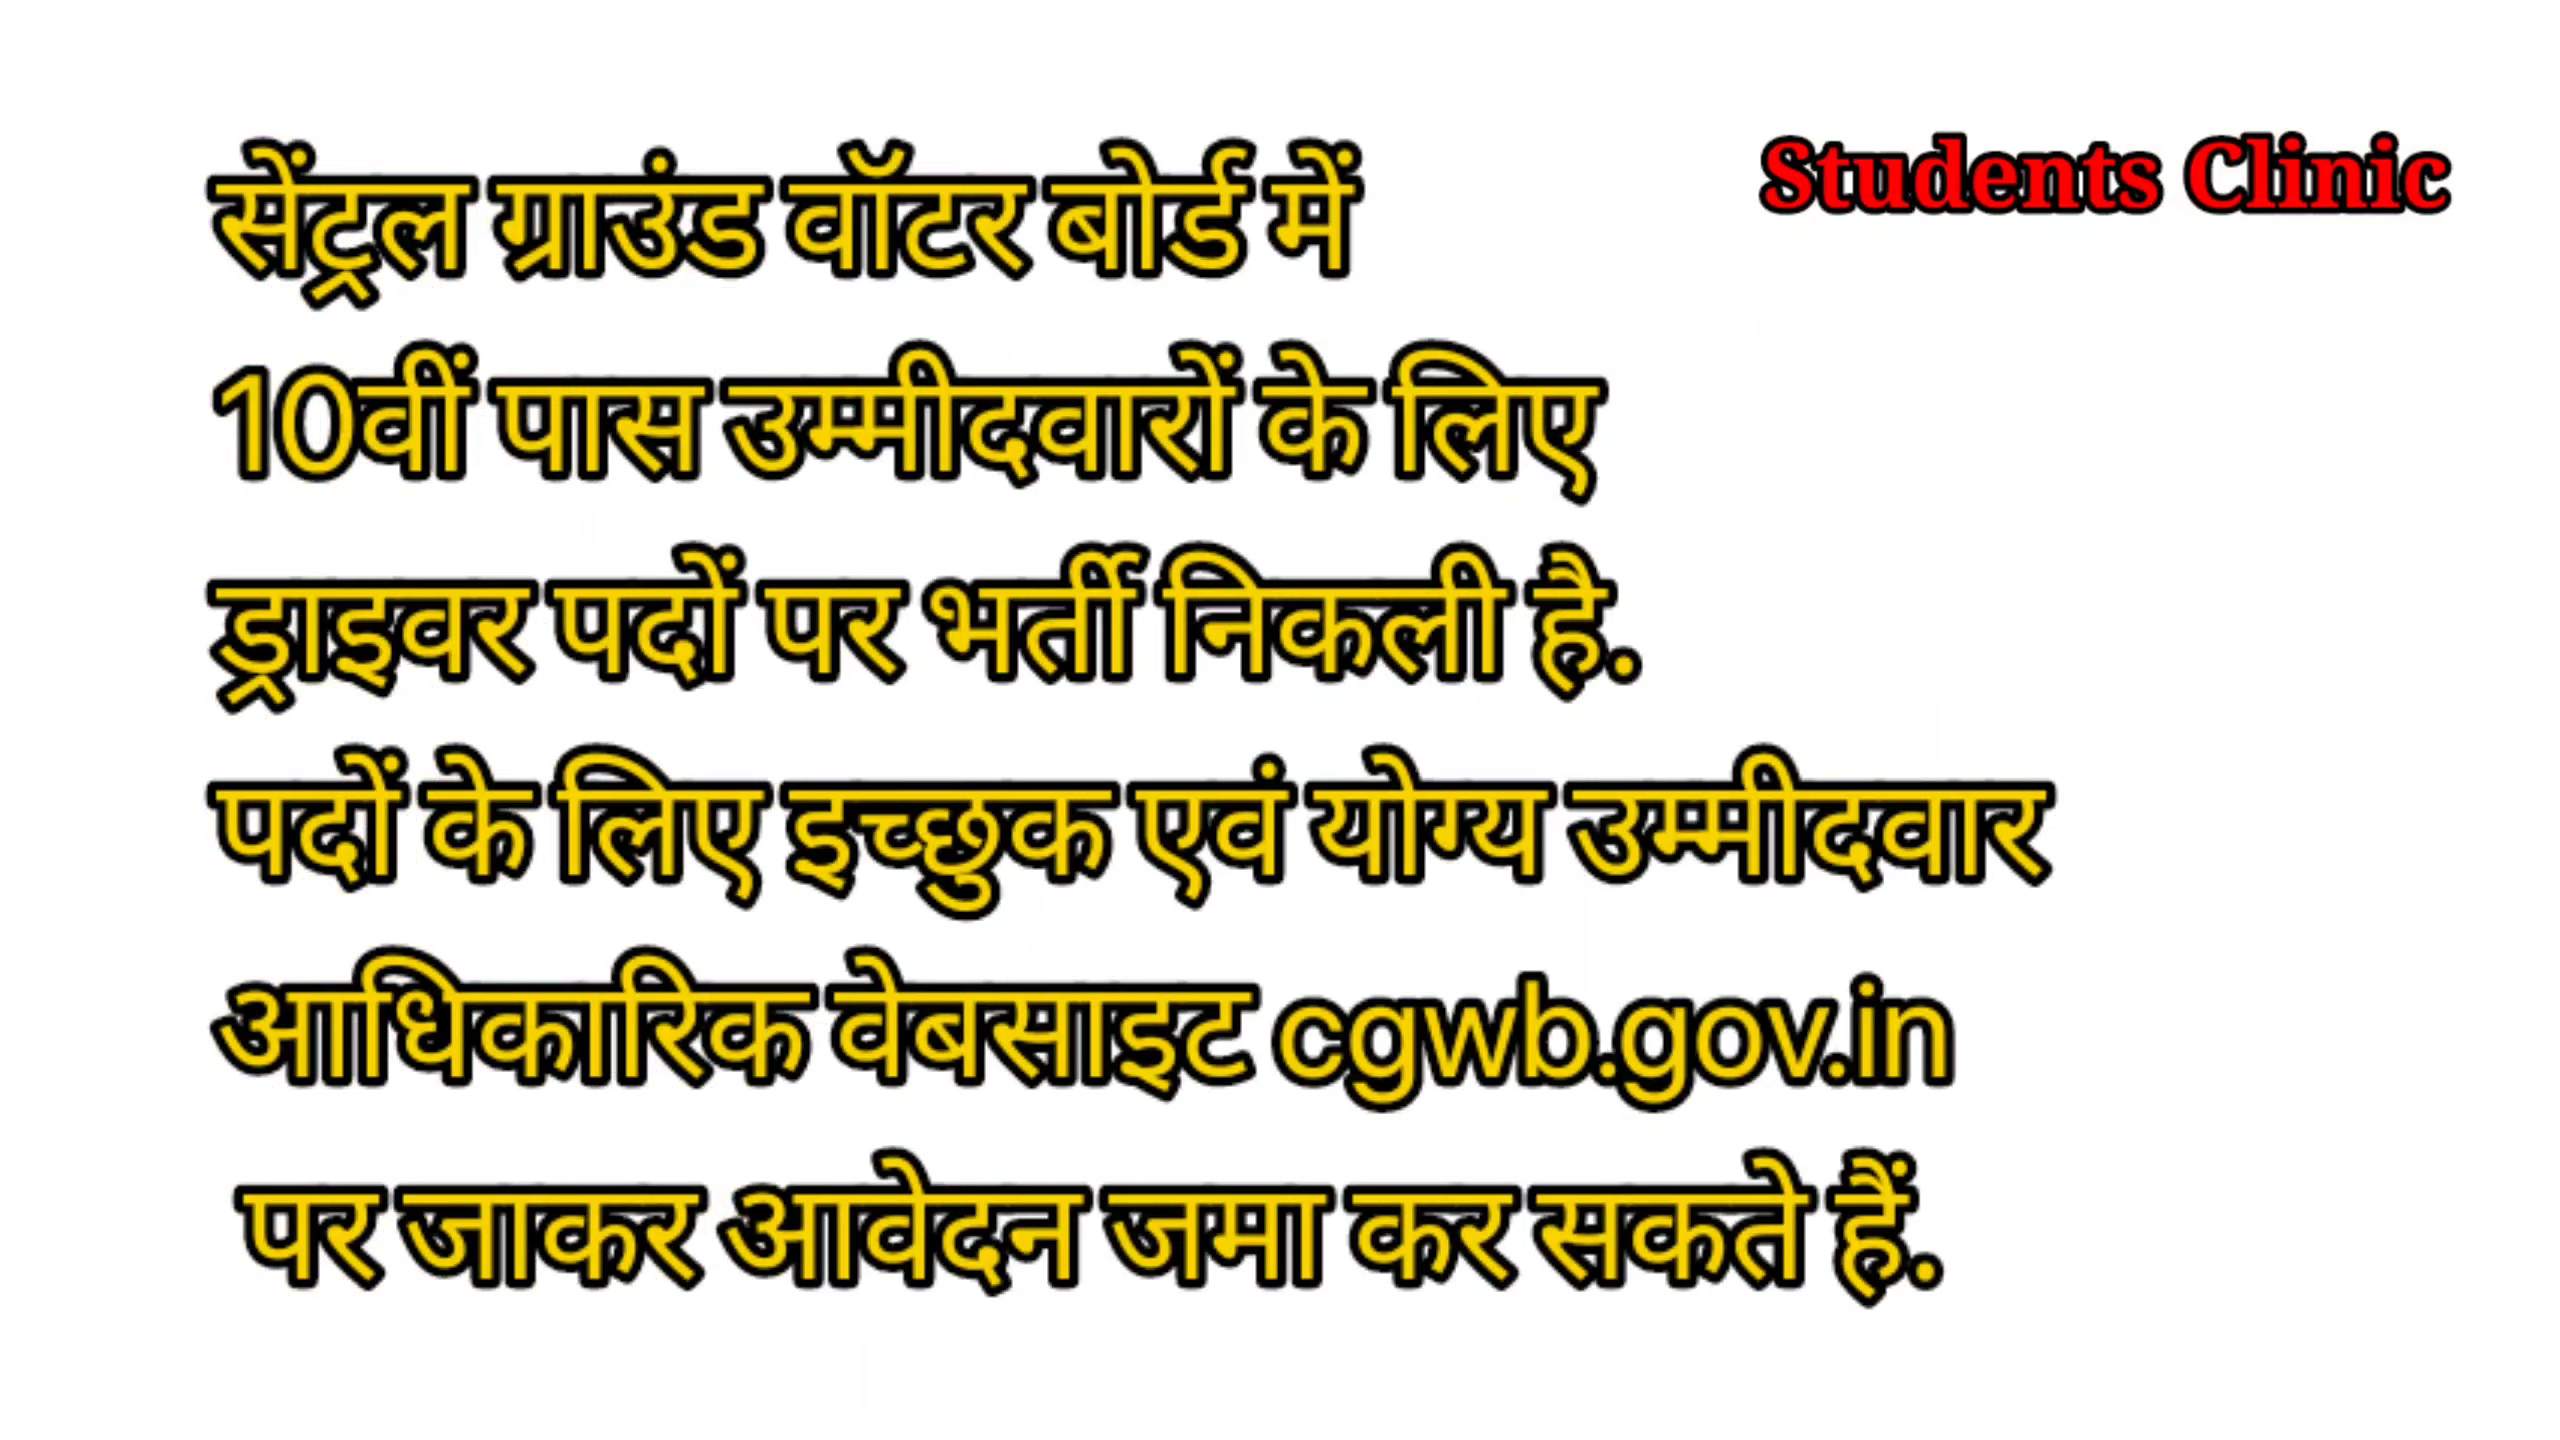 सेंट्रल ग्राउंड वॉटर बोर्ड में
Students Clinic
10वीं पास उम्मीदवारों के लिए
ड्राइवर पदों पर भर्ती निकली है.
पदों के लिए इच्छुक एवं योग्य उम्मीदवार
आधिकारिक वेबसाइट cgwb.gov.in
पर जाकर आवेदन जमा कर सकते हैं.